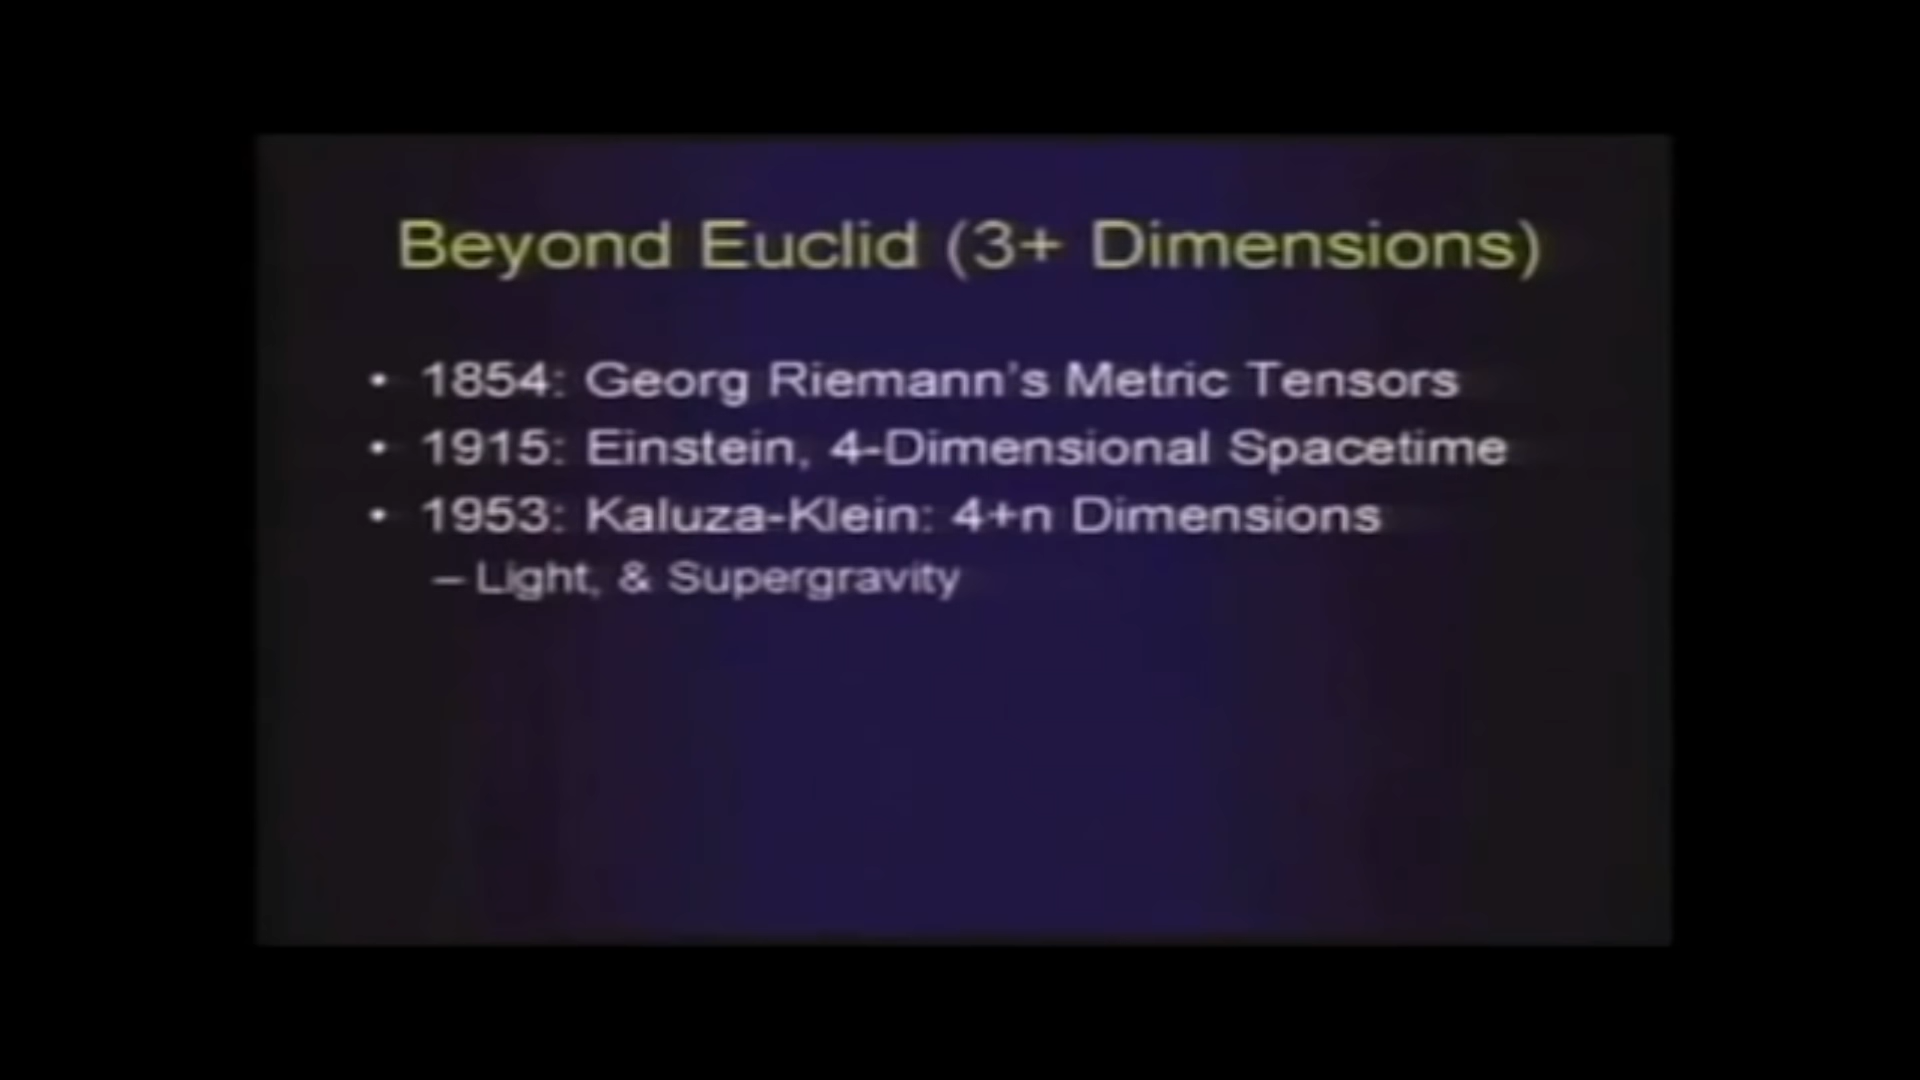 Beyond Euclid (3+ Dimensions)
• 1854: Georg Riemann's Metric Tensors
• 1915: Einstein, 4-Dimensional Spacetime
• 1953: Kaluza-Klein: 4+n Dimensions
– Light, & Supergravity